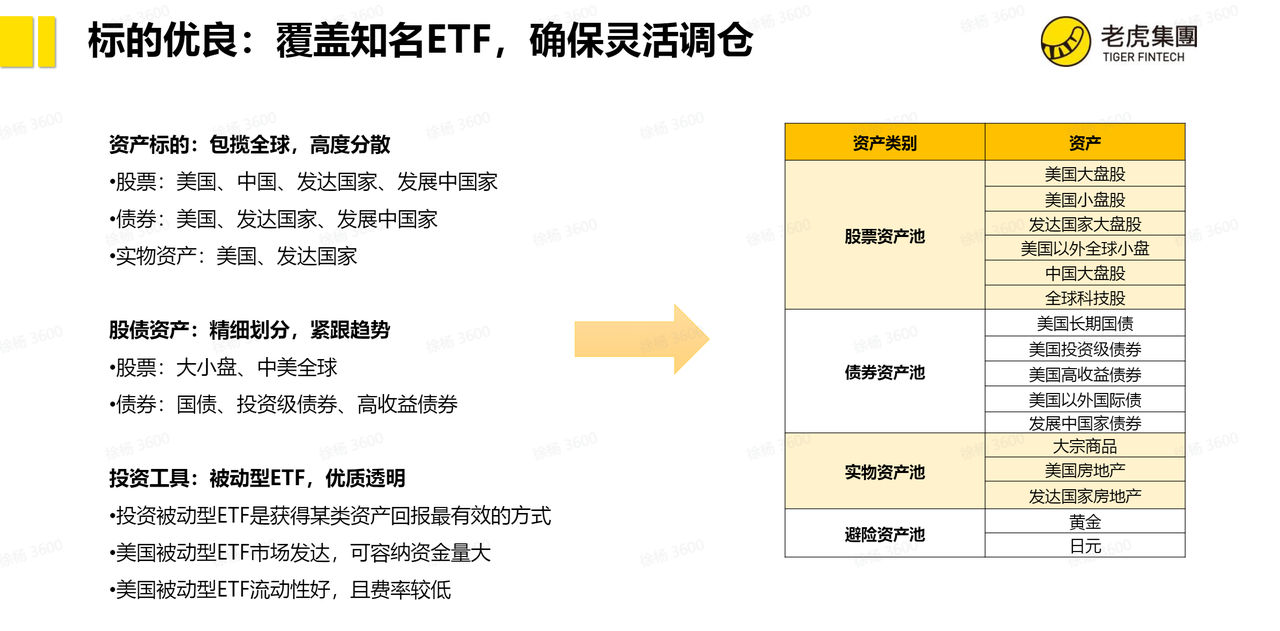 标的优良：覆盖知名ETF，确保灵活调仓
老虎集團
TIGER FINTECH
资产标的：包揽全球，高度分散
•股票：美国、中国、发达国家、发展中国家
•债券：美国、发达国家、发展中国家
•实物资产：美国、发达国家
股债资产：精细划分，紧跟趋势
•股票：大小盘、中美全球
•债券：国债、投资级债券、高收益债券
投资工具：被动型ETF，优质透明
•投资被动型ETF是获得某类资产回报最有效的方式
•美国被动型ETF市场发达，可容纳资金量大
•美国被动型ETF流动性好，且费率较低
资产类别 资产
股票资产池
美国大盘股
美国小盘股
发达国家大盘股
美国以外全球小盘
中国大盘股
全球科技股
债券资产池
美国长期国债
美国投资级债券
美国高收益债券
美国以外国际债
发展中国家债券
实物资产池
大宗商品
美国房地产
发达国家房地产
避险资产池
黄金
日元
徐杨 3600